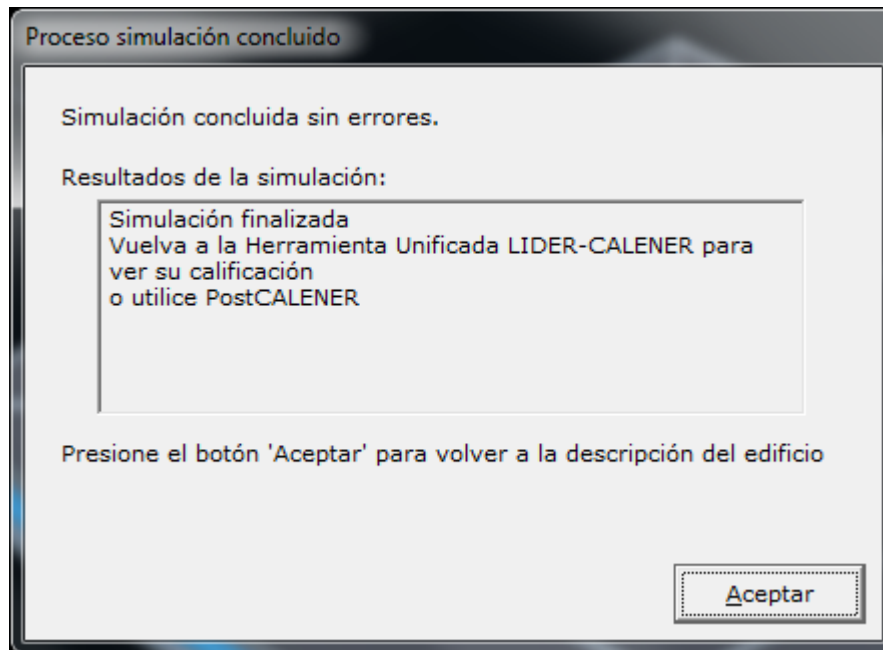 Proceso simulación concluido
Simulación concluida sin errores.
Resultados de la simulación:
Simulación finalizada
Vuelva a la Herramienta Unificada LIDER-CALENER para
ver su calificación
o utilice PostCALENER
Presione el botón 'Aceptar' para volver a la descripción del edificio
Aceptar